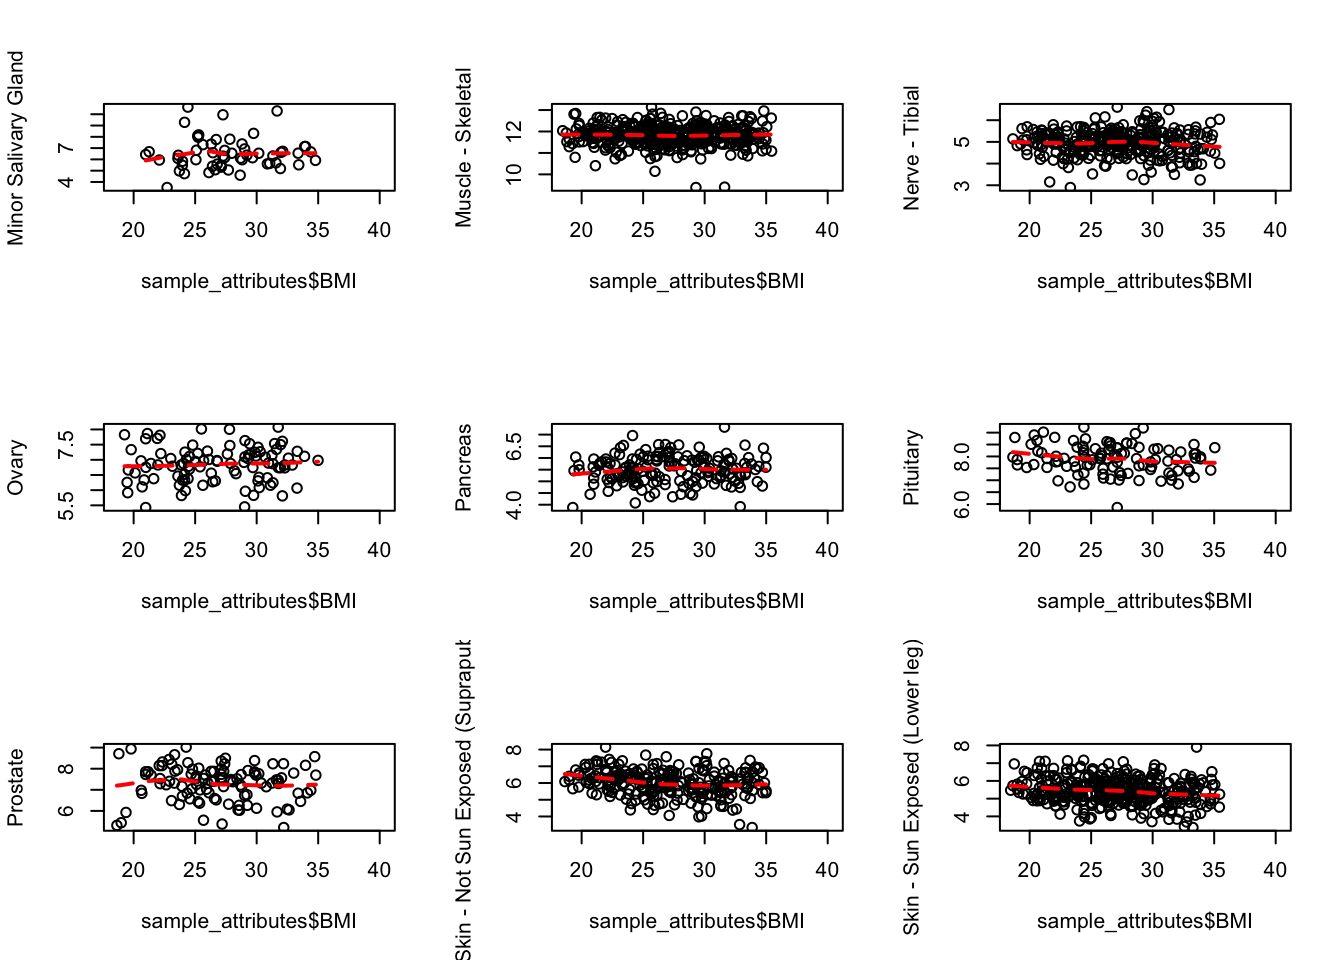 Minor Salivary Gland
7
4
20 25 30 35 40
sample_attributes$BMI
Muscle - Skeletal
12
10
20 25 30 35 40
sample_attributes$BMI
Nerve - Tibial
5
3
20 25 30 35 40
sample_attributes$BMI
Ovary
7.5
5.5
20 25 30 35 40
sample_attributes$BMI
Pancreas
6.5
4.0
20 25 30 35 40
sample_attributes$BMI
Pituitary
8.0
6.0
20 25 30 35 40
sample_attributes$BMI
Prostate
8
6
20 25 30 35 40
sample_attributes$BMI
Skin - Not Sun Exposed (Suprapub
8
6
4
20 25 30 35 40
sample_attributes$BMI
Skin - Sun Exposed (Lower leg)
8
6
4
20 25 30 35 40
sample_attributes$BMI